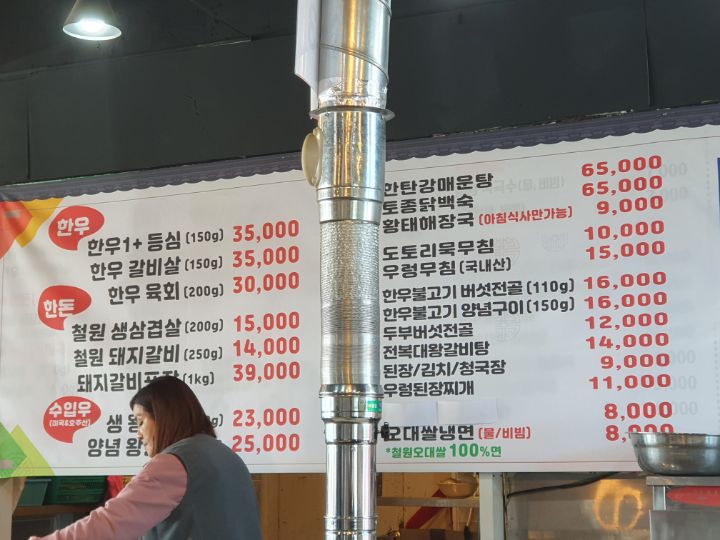 한우
한우1+ 등심 (150g) 35,000
한우 갈비살 (150g) 35,000
한우 육회 (200g) 30,000
한돈
철원 생삼겹살 (200g) 15,000
철원 돼지갈비 (250g) 14,000
돼지갈비포장 (1kg) 39,000
수입우
(미국&호주산)
생 23,000
양념 왕 25,000
한탄강매운탕 65,000
토종닭백숙 65,000
황태해장국 (아침식사만가능) 9,000
도토리묵무침 10,000
우렁무침 (국내산) 15,000
한우불고기 버섯전골 (110g) 16,000
한우불고기 양념구이 (150g) 16,000
두부버섯전골 12,000
전복대왕갈비탕 14,000
된장/김치/청국장 9,000
우렁된장찌개 11,000
8,000
오대쌀냉면 (물/비빔)
*철원오대쌀 100%면